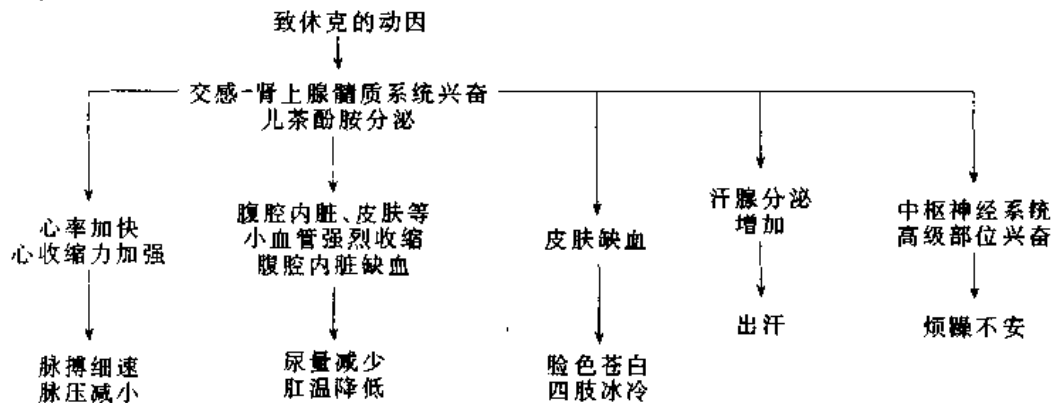 致休克的动因
交感-肾上腺髓质系统兴奋
儿茶酚胺分泌
心率加快
心收缩力加强
腹腔内脏、皮肤等
小血管强烈收缩
腹腔内脏缺血
皮肤缺血
汗腺分泌
增加
中枢神经系统
高级部位兴奋
脉搏细速
脉压减小
尿量减少
肛温降低
脸色苍白
四肢冰冷
出汗
烦躁不安